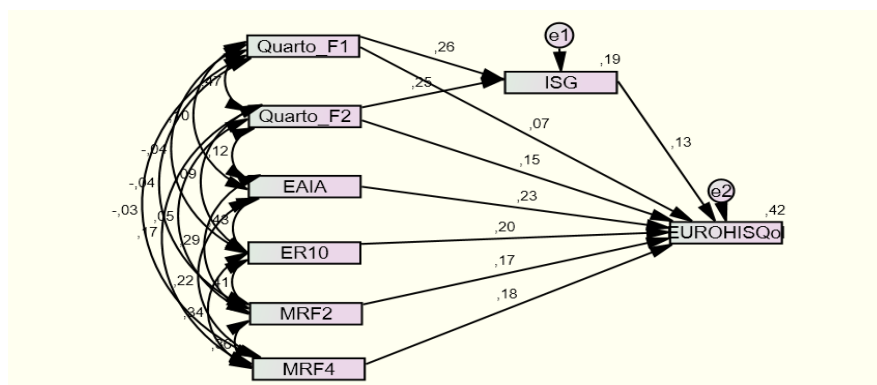 Quarto_F1
Quarto_F2
EAIA
ER10
MRF2
MRF4
e1
,19
ISG
e2
,42
EUROHISQol
,26
,25
,07
,15
,13
,23
,20
,17
,18
-,04
-,04
-,03
,17
,12
,09
,05
,29
,22
,34